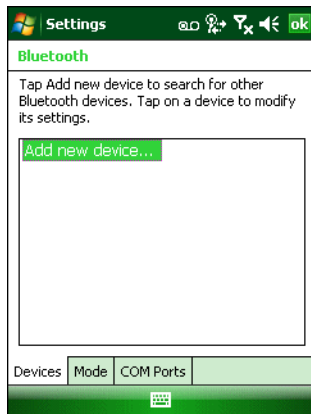 Settings
ok
Bluetooth
Tap Add new device to search for other
Bluetooth devices. Tap on a device to modify
its settings.
Add new device...
Devices Mode COM Ports